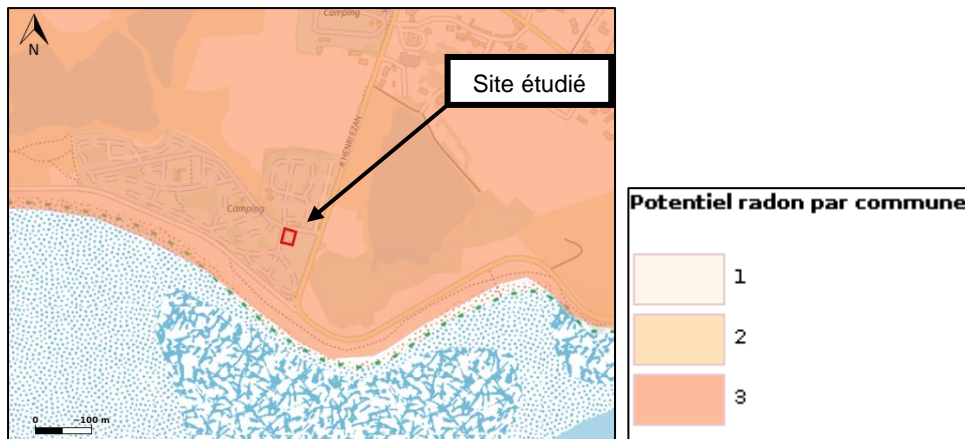 Camping
N
Site étudié
R HENRI EZAN
Camping
0 ~100 m
Potentiel radon par commune
1
2
3